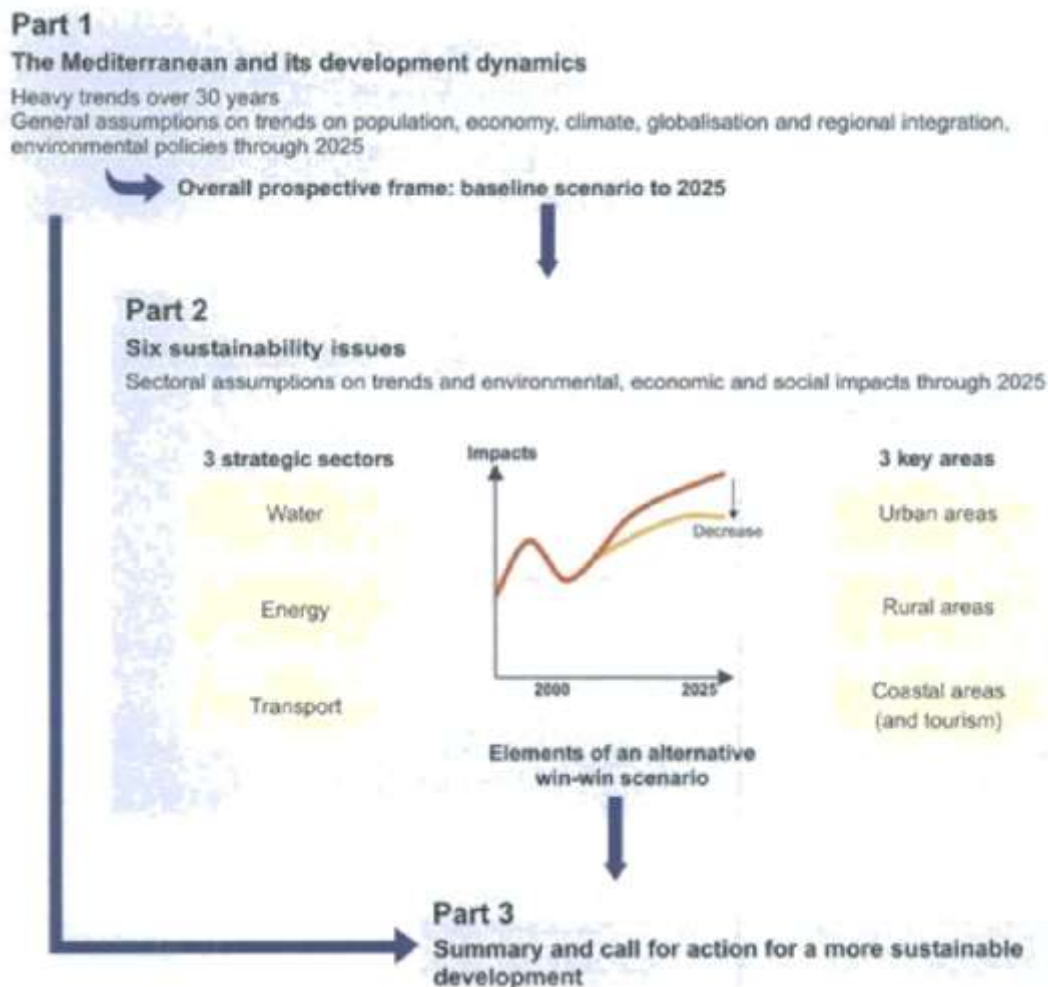 Part 1
The Mediterranean and its development dynamics
Heavy trends over 30 years
General assumptions on trends on population, economy, climate, globalisation and regional integration,
environmental policies through 2025
Overall prospective frame: baseline scenario to 2025
Part 2
Six sustainability issues
Sectoral assumptions on trends and environmental, economic and social impacts through 2025
3 strategic sectors
Water
Energy
Transport
Impacts
Decrease
2000
2025
3 key areas
Urban areas
Rural areas
Coastal areas
(and tourism)
Elements of an alternative
win-win scenario
Part 3
Summary and call for action for a more sustainable
development